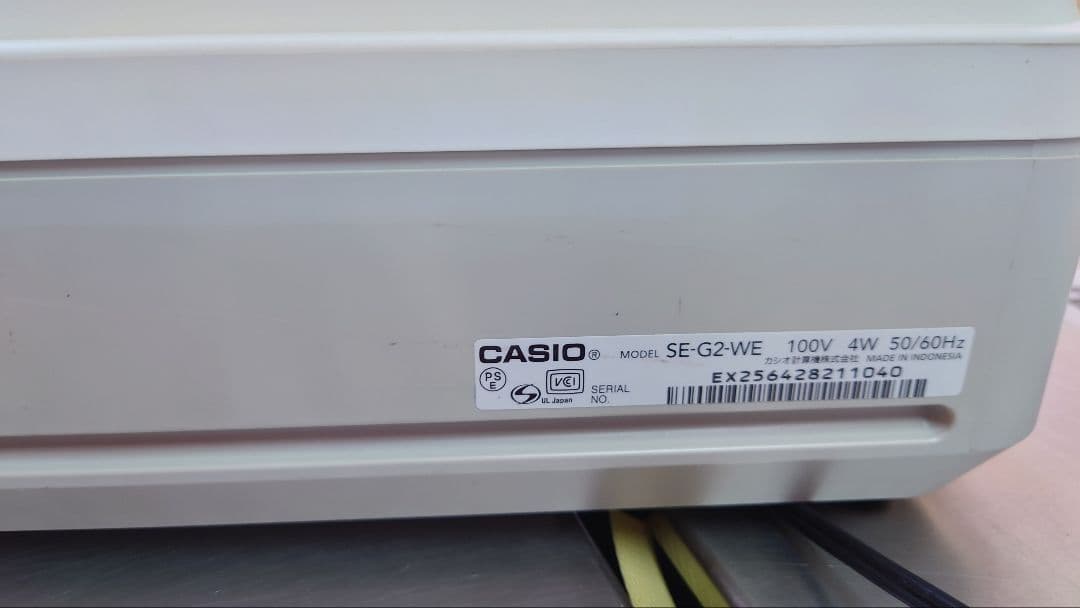 CASIO® MODEL SE-G2-WE 100V 4W 50/60Hz
カシオ計算機株式会社 MADE IN INDONESIA
PS
E
VCI
S
UL Japan
SERIAL
NO.
EX256428211040